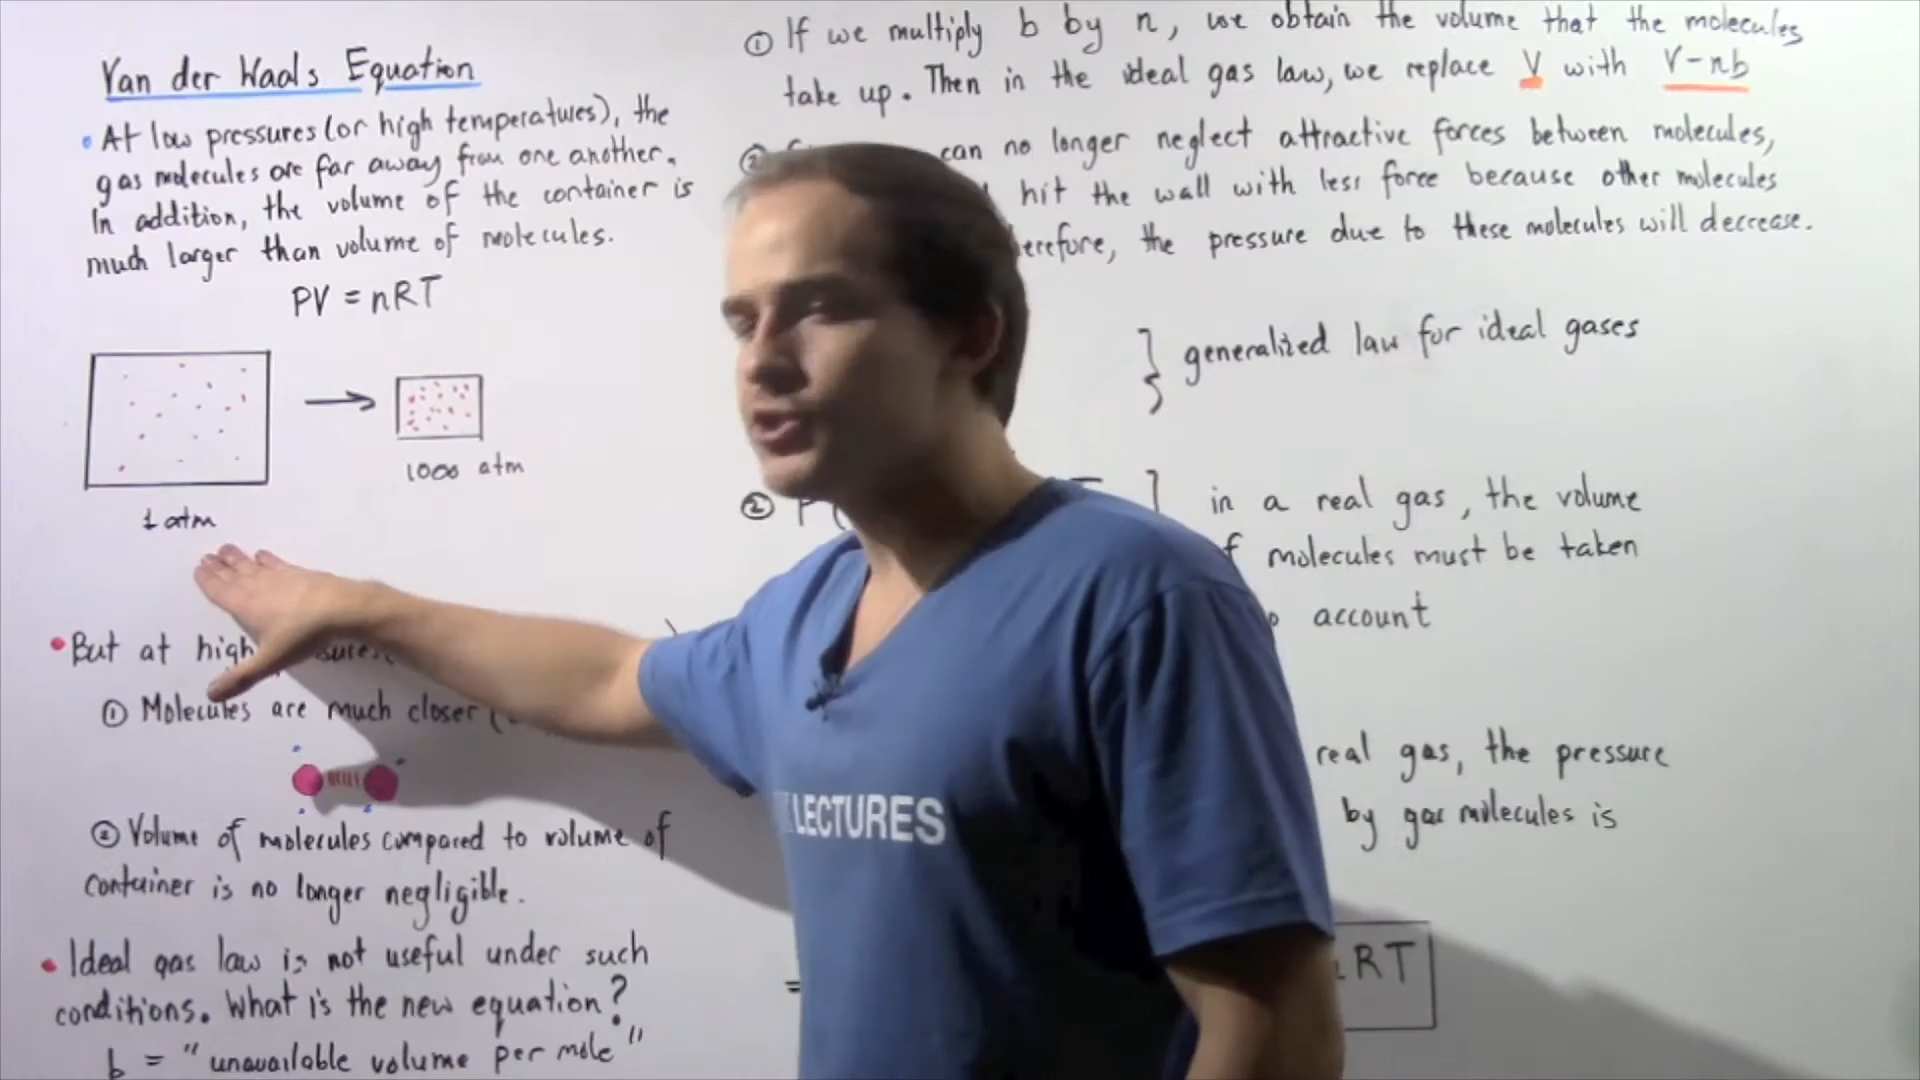 Van der Waals Equation
• At low pressures (or high temperatures), the
gas molecules are far away from one another.
In addition, the volume of the container is
much larger than volume of molecules.
PV = nRT
1 atm
1000 atm
• But at high
① Molecules are much closer (
② Volume of molecules compared to volume of
container is no longer negligible.
• Ideal gas law is not useful under such
conditions. What is the new equation?
b = "unavailable volume per mole"
① If we multiply b by n, we obtain the volume that the molecules
take up. Then in the ideal gas law, we replace V with V-nb
② can no longer neglect attractive forces between molecules,
hit the wall with less force because other molecules
the pressure due to these molecules will decrease.
} generalized law for ideal gases
② P(
] in a real gas, the volume
molecules must be taken
account
real gas, the pressure
by gas molecules is
=
RT
LECTURES